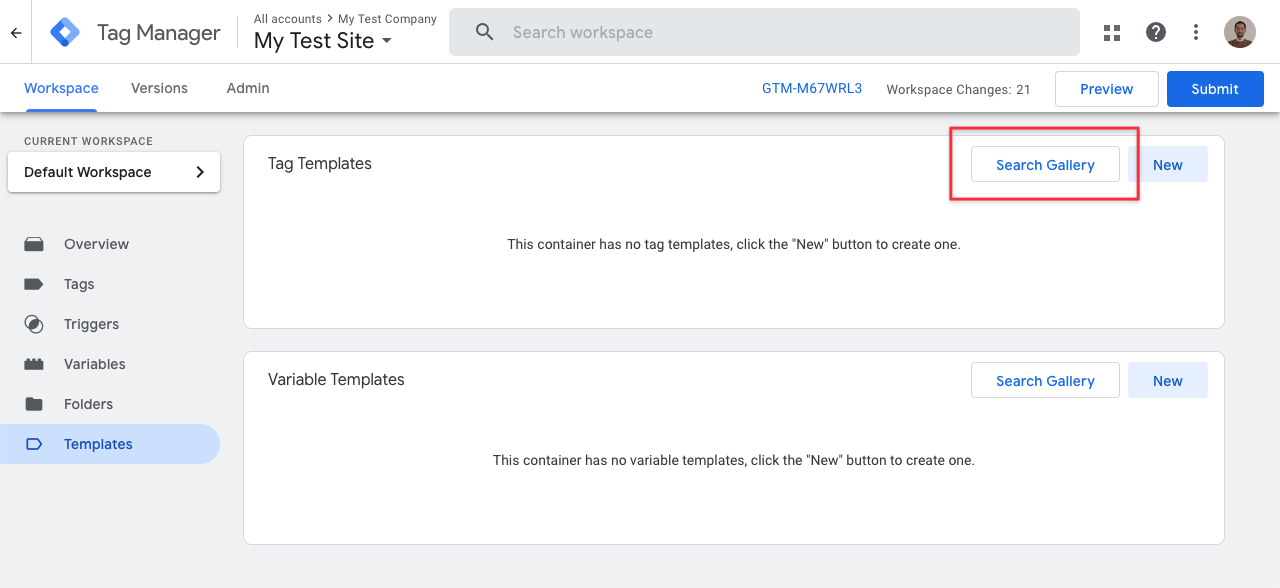 Tag Manager
All accounts > My Test Company
My Test Site
Search workspace
Workspace Versions Admin
GTM-M67WRL3 Workspace Changes: 21 Preview Submit
CURRENT WORKSPACE
Default Workspace
Overview
Tags
Triggers
Variables
Folders
Templates
Tag Templates Search Gallery New
This container has no tag templates, click the "New" button to create one.
Variable Templates Search Gallery New
This container has no variable templates, click the "New" button to create one.